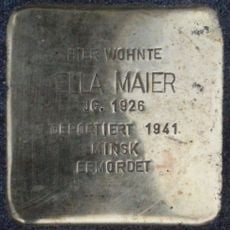 HIER WOHNTE
ELLA MAIER
JG. 1926
DEPORTIERT 1941
MINSK
ERMORDET